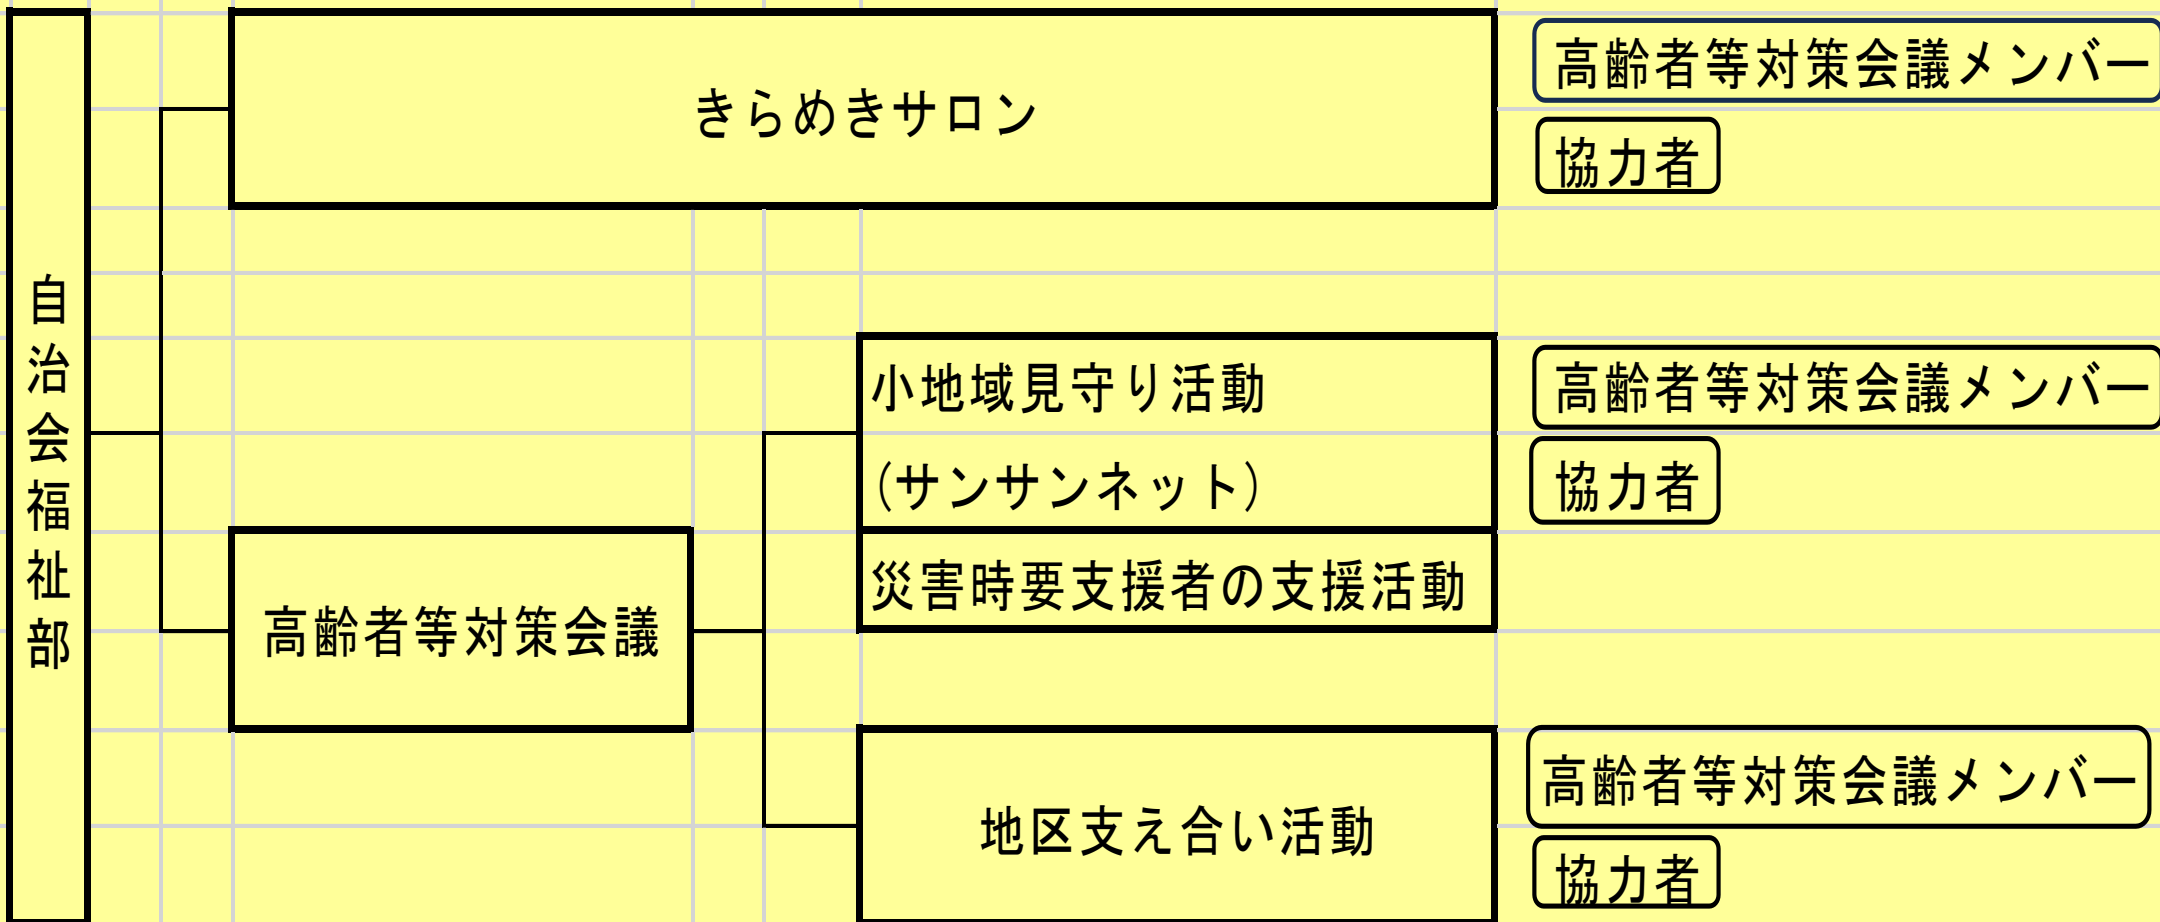 自治会福祉部
きらめきサロン
高齢者等対策会議メンバー
協力者
高齢者等対策会議
小地域見守り活動
(サンサンネット)
高齢者等対策会議メンバー
協力者
災害時要支援者の支援活動
地区支え合い活動
高齢者等対策会議メンバー
協力者